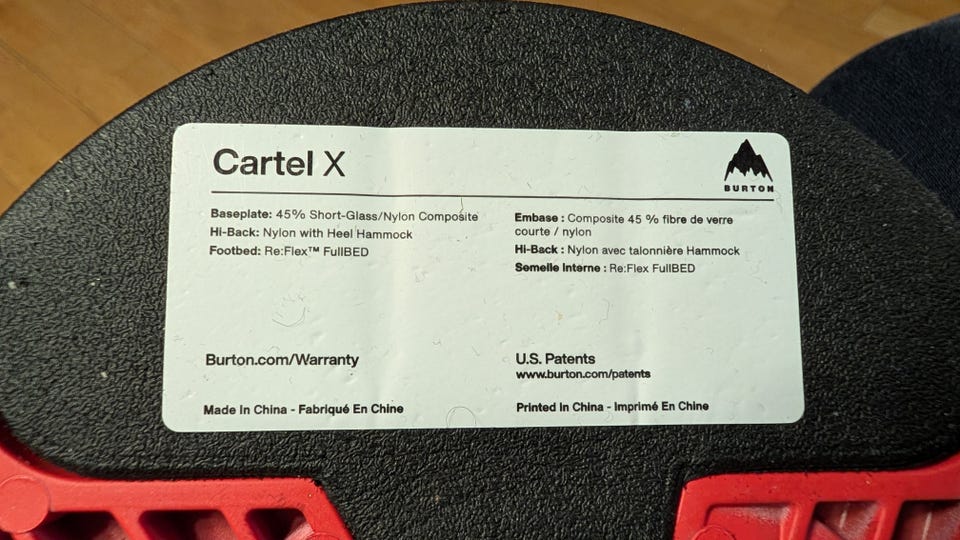 Cartel X
BURTON
Baseplate: 45% Short-Glass/Nylon Composite
Hi-Back: Nylon with Heel Hammock
Footbed: Re:Flex™ FullBED
Embase : Composite 45 % fibre de verre
courte / nylon
Hi-Back : Nylon avec talonnière Hammock
Semelle Interne : Re:Flex FullBED
Burton.com/Warranty
U.S. Patents
www.burton.com/patents
Made In China - Fabriqué En Chine
Printed In China - Imprimé En Chine